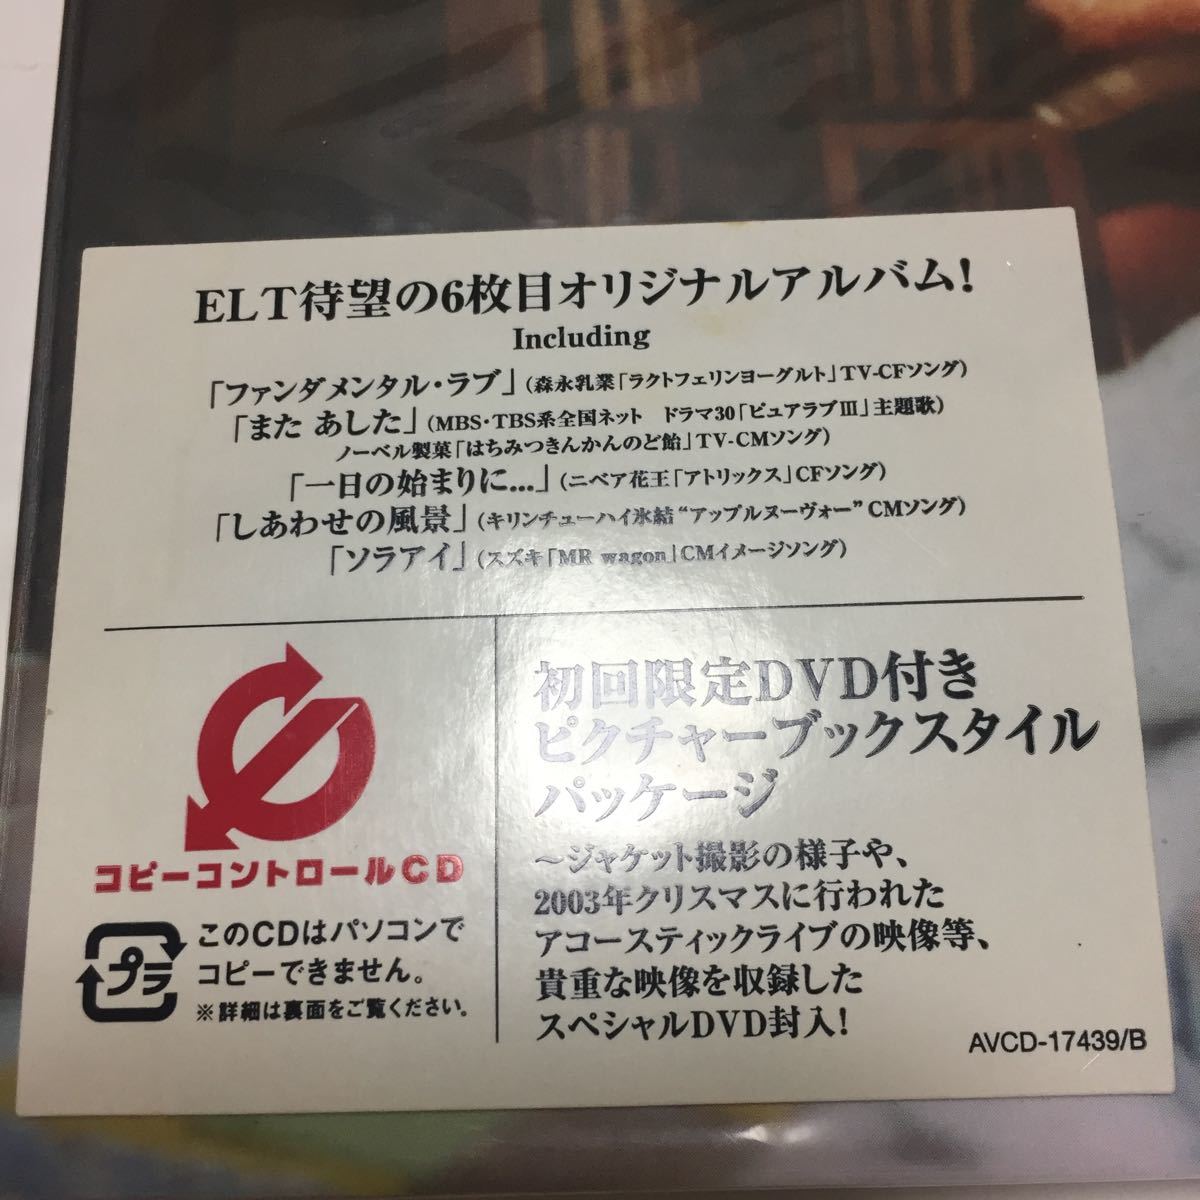 ELT待望の6枚目オリジナルアルバム!
Including
「ファンダメンタル・ラブ」(森永乳業「ラクトフェリンヨーグルト」TV-CFソング)
「また あした」(MBS・TBS系全国ネット　ドラマ30「ピュアラブⅢ」主題歌)
ノーベル製菓「はちみつきんかんのど飴」TV-CMソング)
「一日の始まりに...」(ニベア花王「アトリックス」CFソング)
「しあわせの風景」(キリンチューハイ氷結“アップルヌーヴォー”CMソング)
「ソラアイ」(スズキ「MR wagon」CMイメージソング)
コピーコントロールCD
プラ
このCDはパソコンで
コピーできません。
※詳細は裏面をご覧ください。
初回限定DVD付き
ピクチャーブックスタイル
パッケージ
～ジャケット撮影の様子や、
2003年クリスマスに行われた
アコースティックライブの映像等、
貴重な映像を収録した
スペシャルDVD封入!
AVCD-17439/B